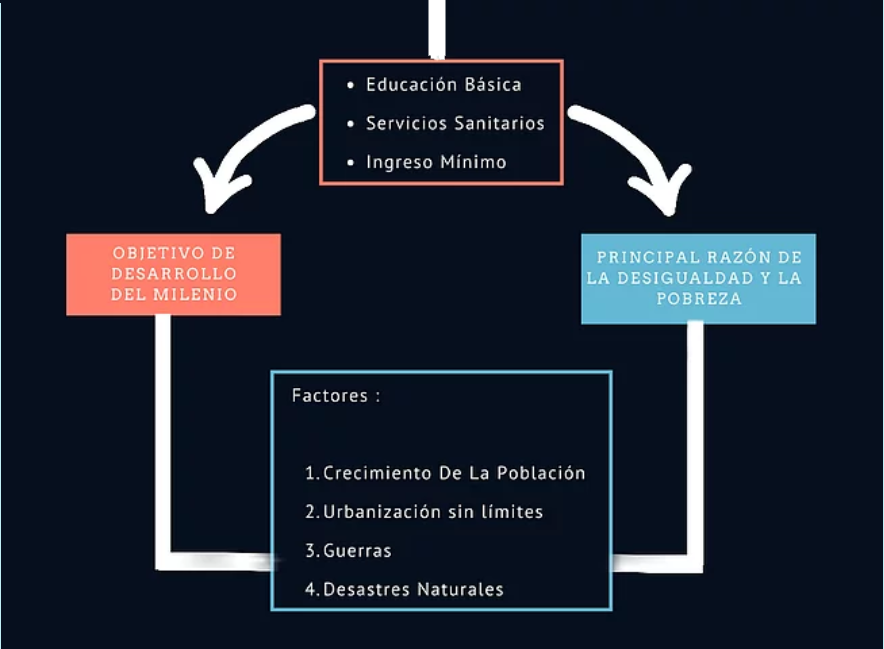 • Educación Básica
• Servicios Sanitarios
• Ingreso Mínimo
OBJETIVO DE
DESARROLLO
DEL MILENIO
PRINCIPAL RAZÓN DE
LA DESIGUALDAD Y LA
POBREZA
Factores :
1. Crecimiento De La Población
2. Urbanización sin límites
3. Guerras
4. Desastres Naturales